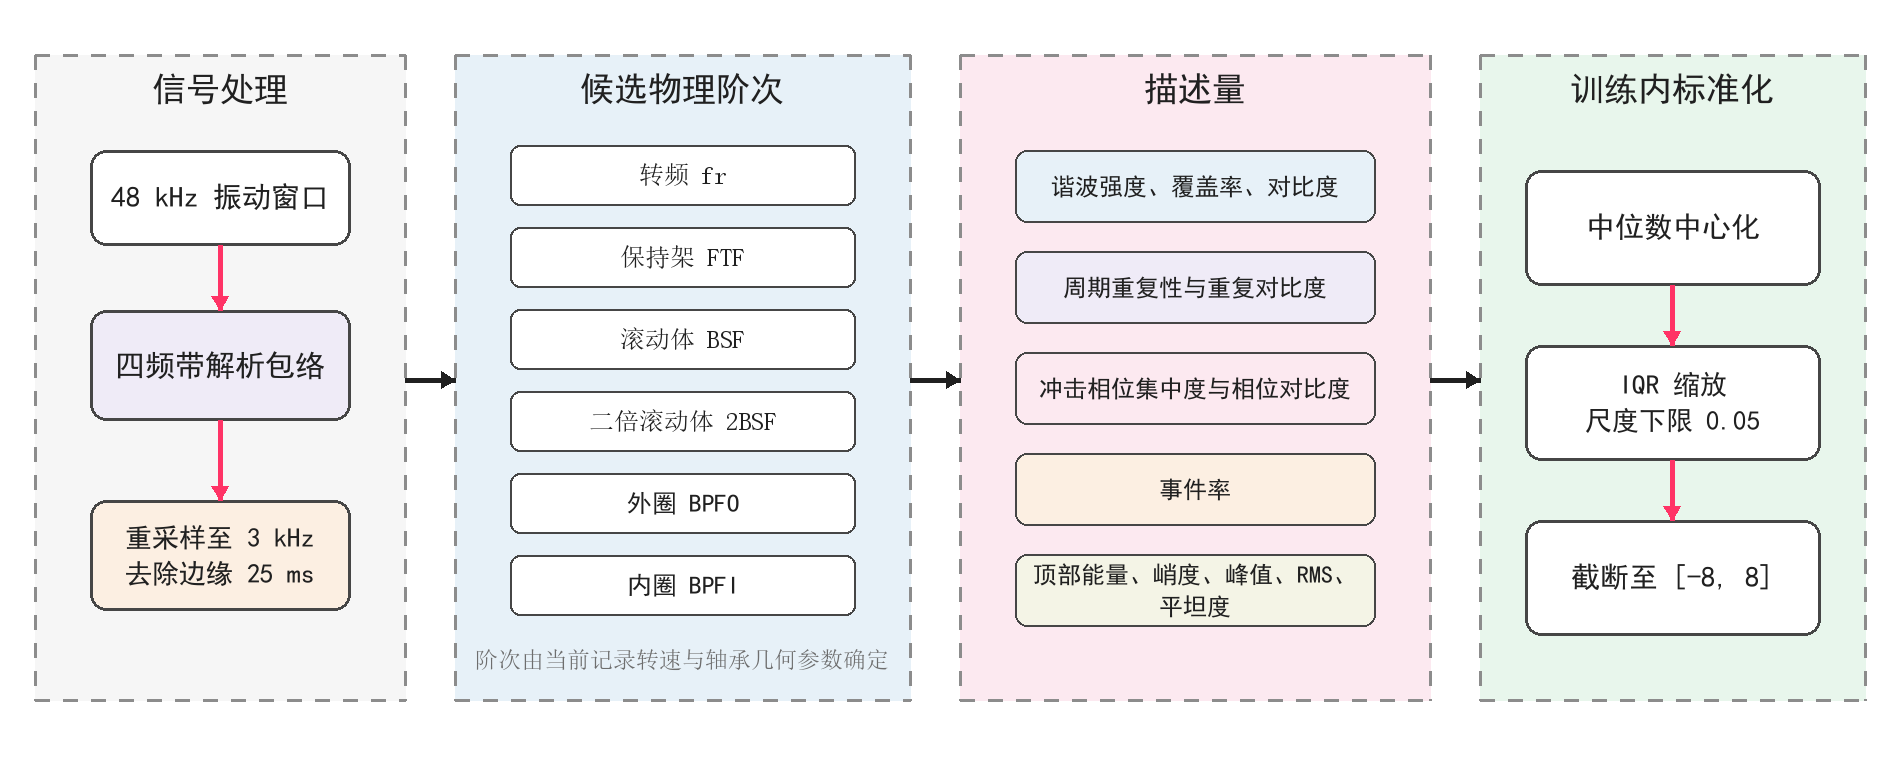 信号处理
48 kHz 振动窗口
四频带解析包络
重采样至 3 kHz
去除边缘 25 ms
候选物理阶次
转频 fr
保持架 FTF
滚动体 BSF
二倍滚动体 2BSF
外圈 BPFO
内圈 BPFI
阶次由当前记录转速与轴承几何参数确定
描述量
谐波强度、覆盖率、对比度
周期重复性与重复对比度
冲击相位集中度与相位对比度
事件率
顶部能量、峭度、峰值、RMS、
平坦度
训练内标准化
中位数中心化
IQR 缩放
尺度下限 0.05
截断至 [-8, 8]